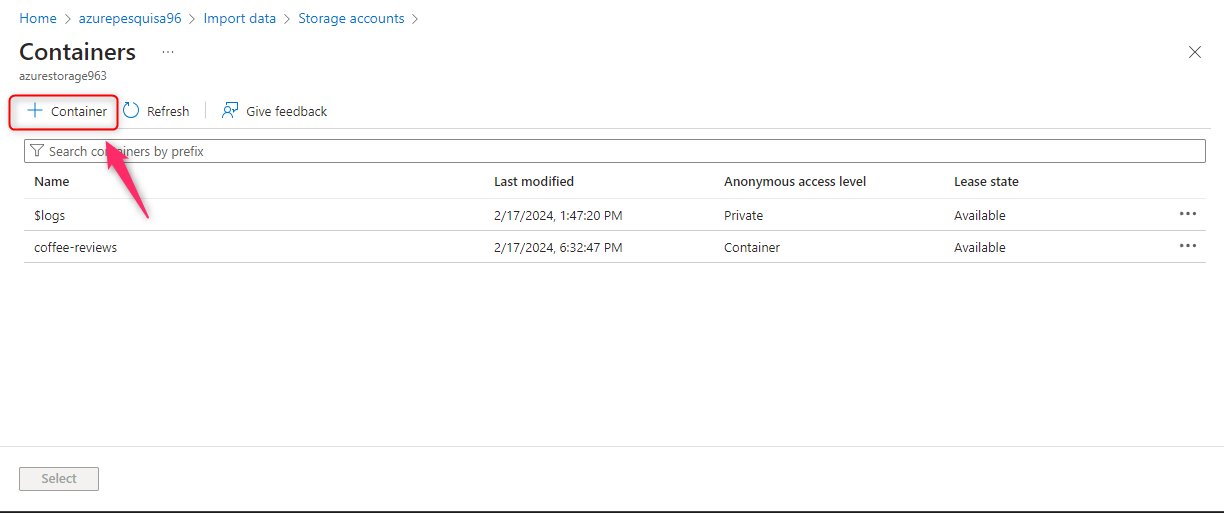 Home > azurepesquisa96 > Import data > Storage accounts >
Containers ...
azurestorage963
+ Container Refresh Give feedback
Search containers by prefix
Name Last modified Anonymous access level Lease state
$logs 2/17/2024, 1:47:20 PM Private Available ...
coffee-reviews 2/17/2024, 6:32:47 PM Container Available ...
Select